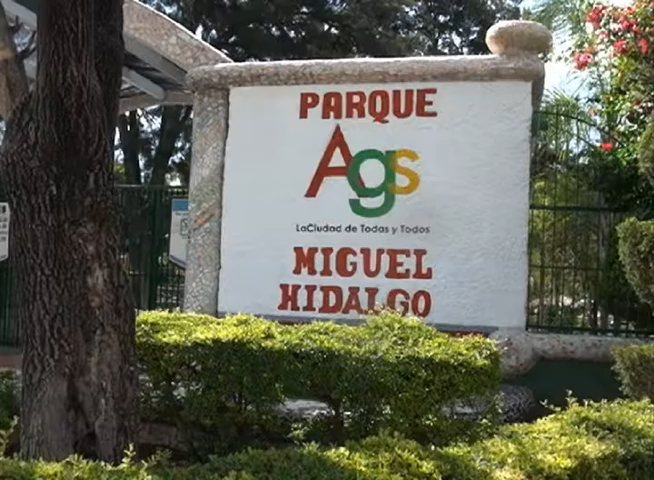 PARQUE
Ags
LaCiudad de Todas y Todos
MIGUEL
HIDALGO